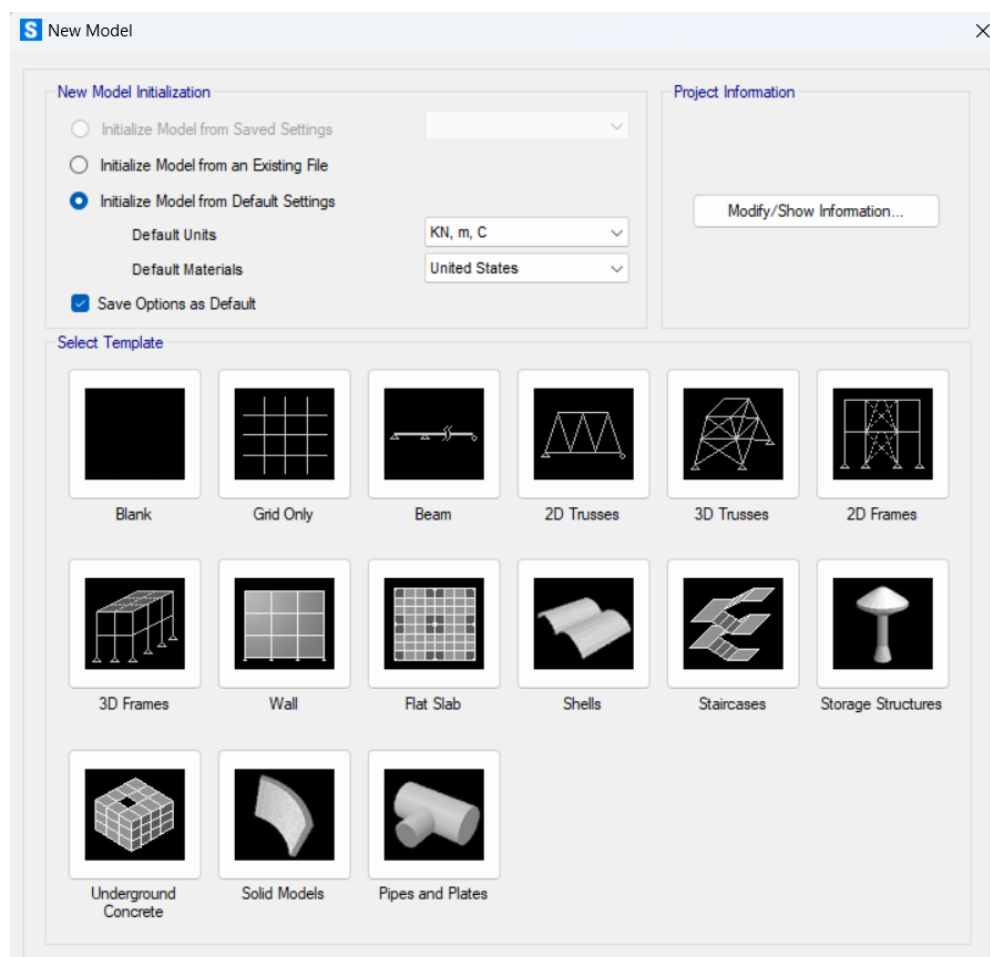 S New Model
New Model Initialization
Project Information
Initialize Model from Saved Settings
Initialize Model from an Existing File
Initialize Model from Default Settings
Modify/Show Information...
Default Units
KN, m, C
Default Materials
United States
Save Options as Default
Select Template
Blank
Grid Only
Beam
2D Trusses
3D Trusses
2D Frames
3D Frames
Wall
Flat Slab
Shells
Staircases
Storage Structures
Underground
Concrete
Solid Models
Pipes and Plates